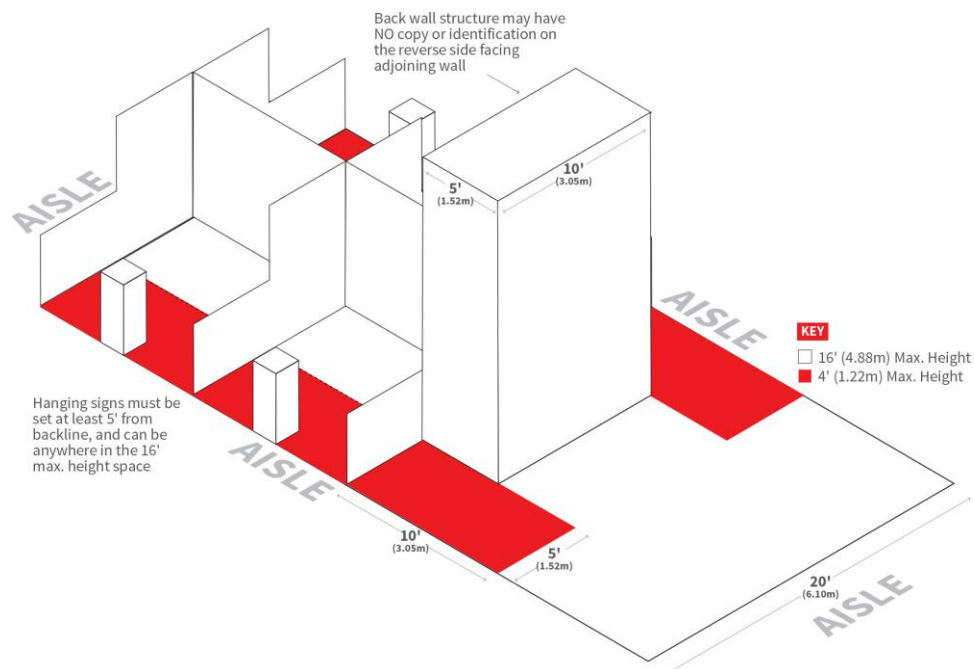 Back wall structure may have
NO copy or identification on
the reverse side facing
adjoining wall
AISLE
10'
(3.05m)
5'
(1.52m)
AISLE
KEY
16' (4.88m) Max. Height
4' (1.22m) Max. Height
Hanging signs must be
set at least 5' from
backline, and can be
anywhere in the 16'
max. height space
AISLE
10'
(3.05m)
5'
(1.52m)
20'
(6.10m)
AISLE